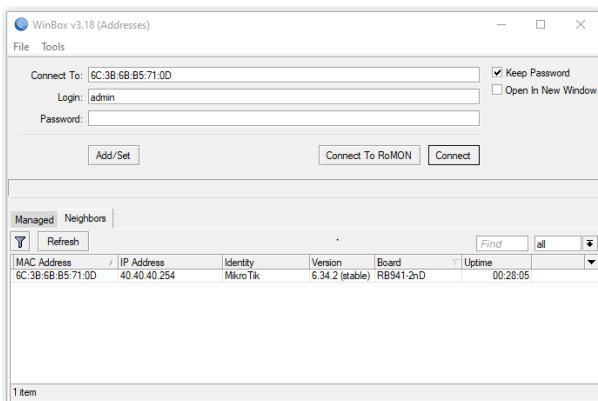 WinBox v3.18 (Addresses)
File Tools
Connect To: 6C:3B:6B:B5:71:0D
Keep Password
Login: admin
Open In New Window
Password:
Add/Set Connect To RoMON Connect
Managed Neighbors
Refresh Find all
MAC Address IP Address Identity Version Board Uptime
6C:3B:6B:B5:71:0D 40.40.40.254 MikroTik 6.34.2 (stable) RB941-2nD 00:28:05
1 item